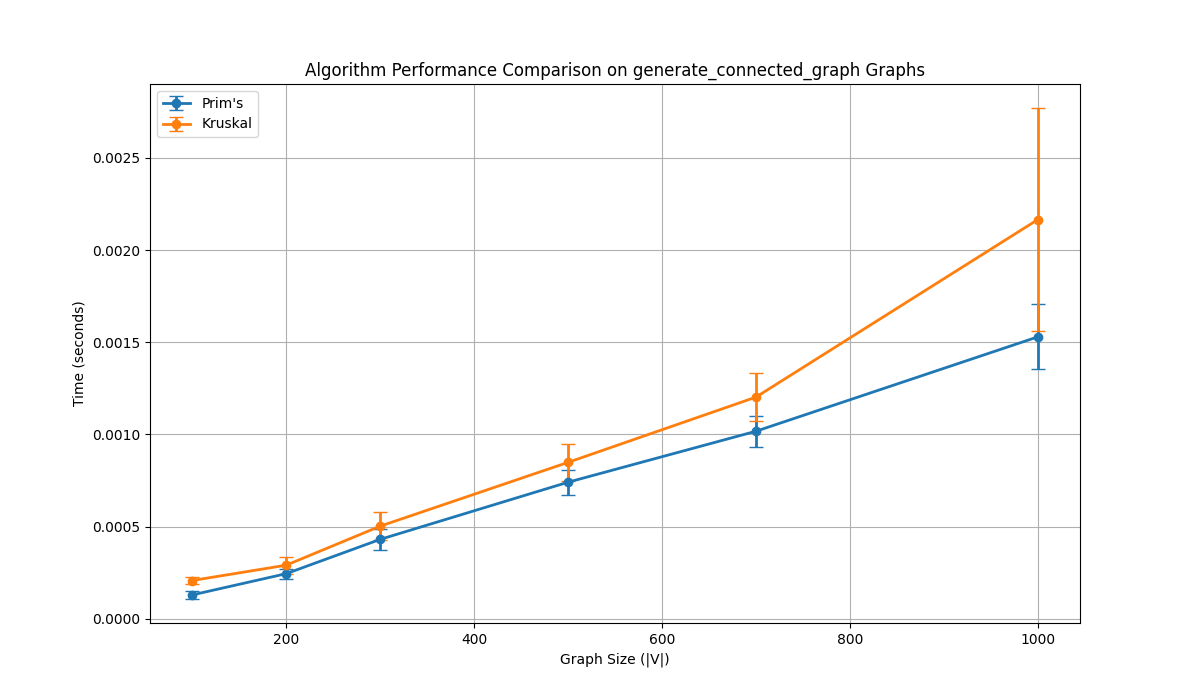 Algorithm Performance Comparison on generate_connected_graph Graphs
Prim's
Kruskal
0.0025
0.0020
0.0015
0.0010
0.0005
0.0000
Time (seconds)
200
400
600
800
1000
Graph Size (|V|)